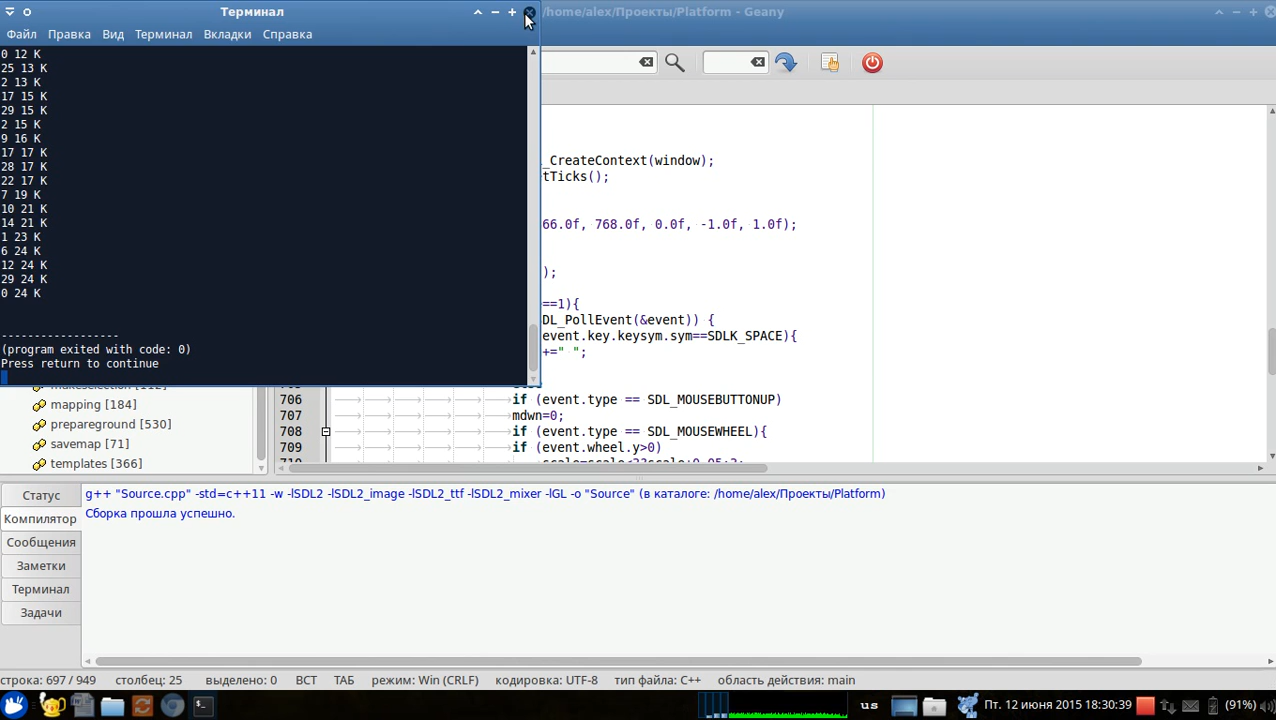 Терминал
/home/alex/Проекты/Platform - Geany
Файл Правка Вид Терминал Вкладки Справка
0 12 K
25 13 K
2 13 K
17 15 K
29 15 K
2 15 K
9 16 K
17 17 K
28 17 K
22 17 K
7 19 K
10 21 K
14 21 K
1 23 K
6 24 K
12 24 K
29 24 K
0 24 K
------------------
(program exited with code: 0)
Press return to continue
_CreateContext(window);
tTicks();
66.0f, 768.0f, 0.0f, -1.0f, 1.0f);
);
==1){
DL_PollEvent(&event)) {
event.key.keysym.sym==SDLK_SPACE){
+=" ";
706 if (event.type == SDL_MOUSEBUTTONUP)
707 mdwn=0;
708 if (event.type == SDL_MOUSEWHEEL){
709 if (event.wheel.y>0)
mapping [184]
prepareground [530]
savemap [71]
templates [366]
Статус
Компилятор
Сообщения
Заметки
Терминал
Задачи
g++ "Source.cpp" -std=c++11 -w -lSDL2 -lSDL2_image -lSDL2_ttf -lSDL2_mixer -lGL -o "Source" (в каталоге: /home/alex/Проекты/Platform)
Сборка прошла успешно.
строка: 697 / 949 столбец: 25 выделено: 0 ВСТ ТАБ режим: Win (CRLF) кодировка: UTF-8 тип файла: C++ область действия: main
us Пт. 12 июня 2015 18:30:39 (91%)